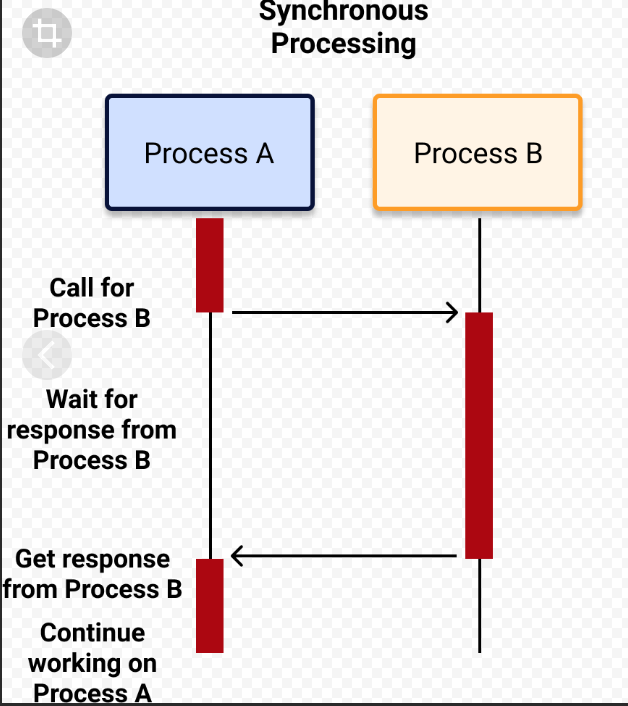 Synchronous
Processing
Process A
Process B
Call for
Process B
Wait for
response from
Process B
Get response
from Process B
Continue
working on
Process A